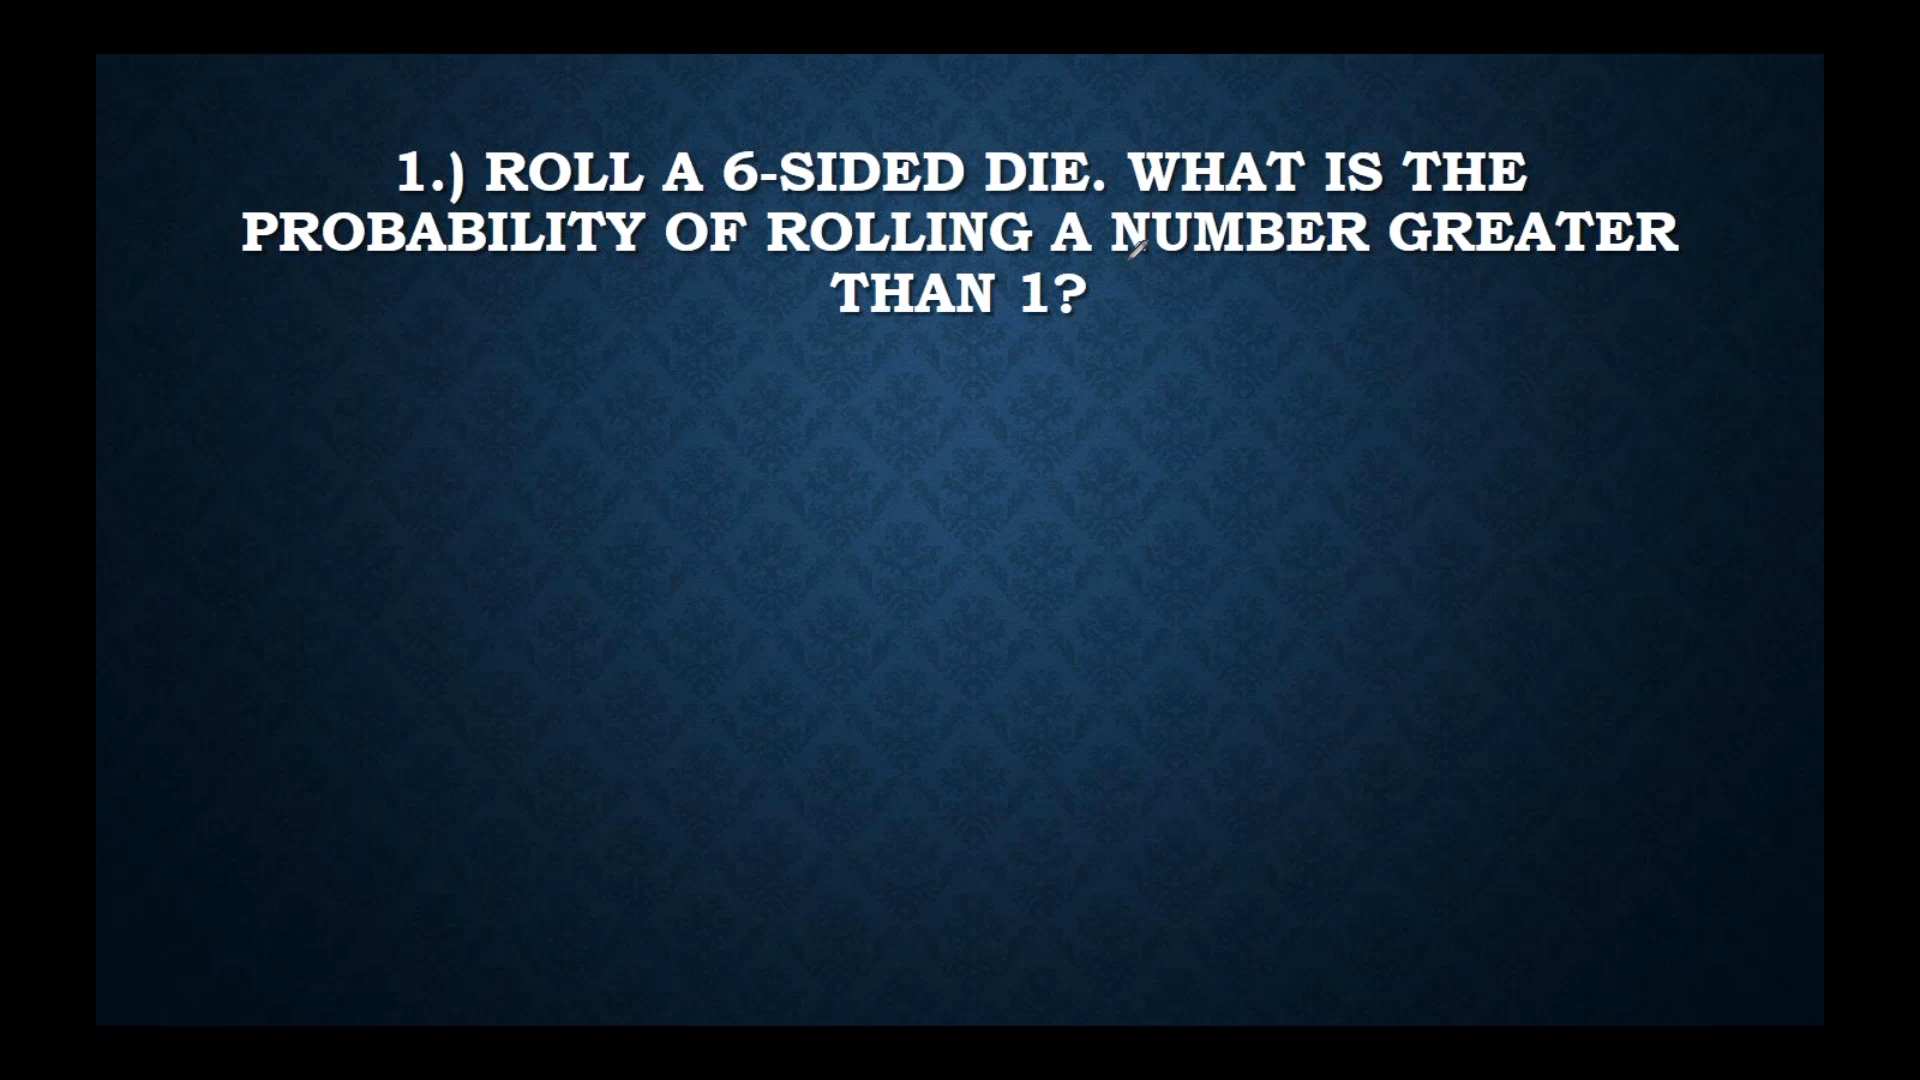 1.) ROLL A 6-SIDED DIE. WHAT IS THE
PROBABILITY OF ROLLING A NUMBER GREATER
THAN 1?